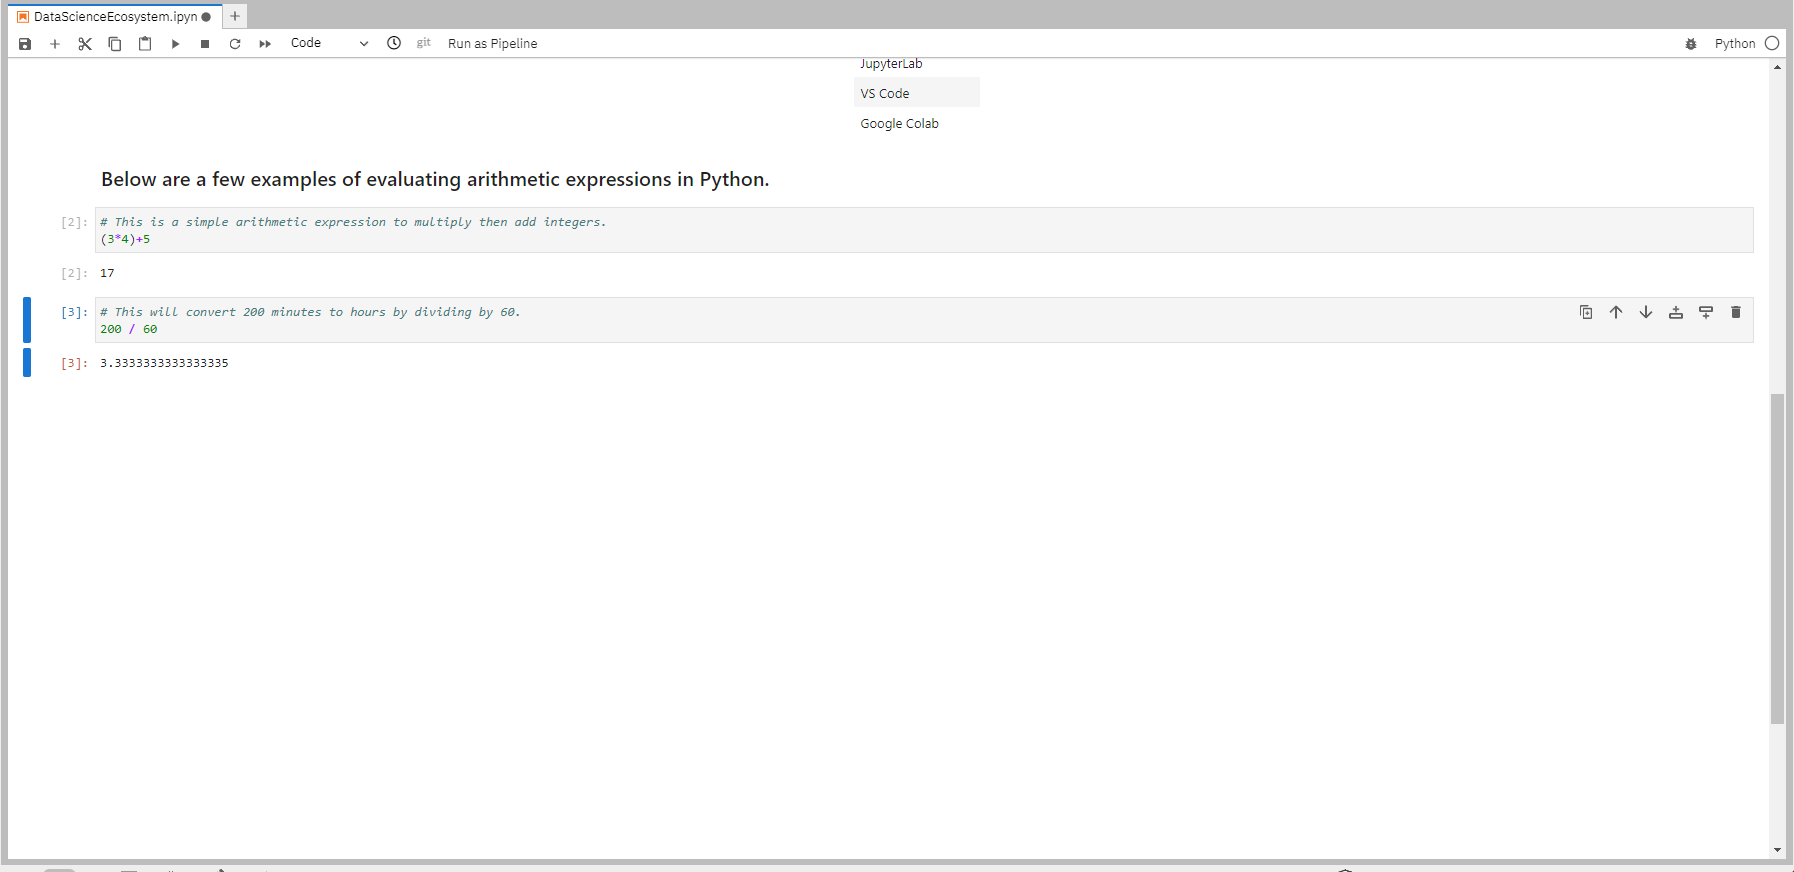 DataScienceEcosystem.ipyn
Code git Run as Pipeline Python
JupyterLab
VS Code
Google Colab
Below are a few examples of evaluating arithmetic expressions in Python.
[2]: # This is a simple arithmetic expression to multiply then add integers.
(3*4)+5
[2]: 17
[3]: # This will convert 200 minutes to hours by dividing by 60.
200 / 60
[3]: 3.3333333333333335